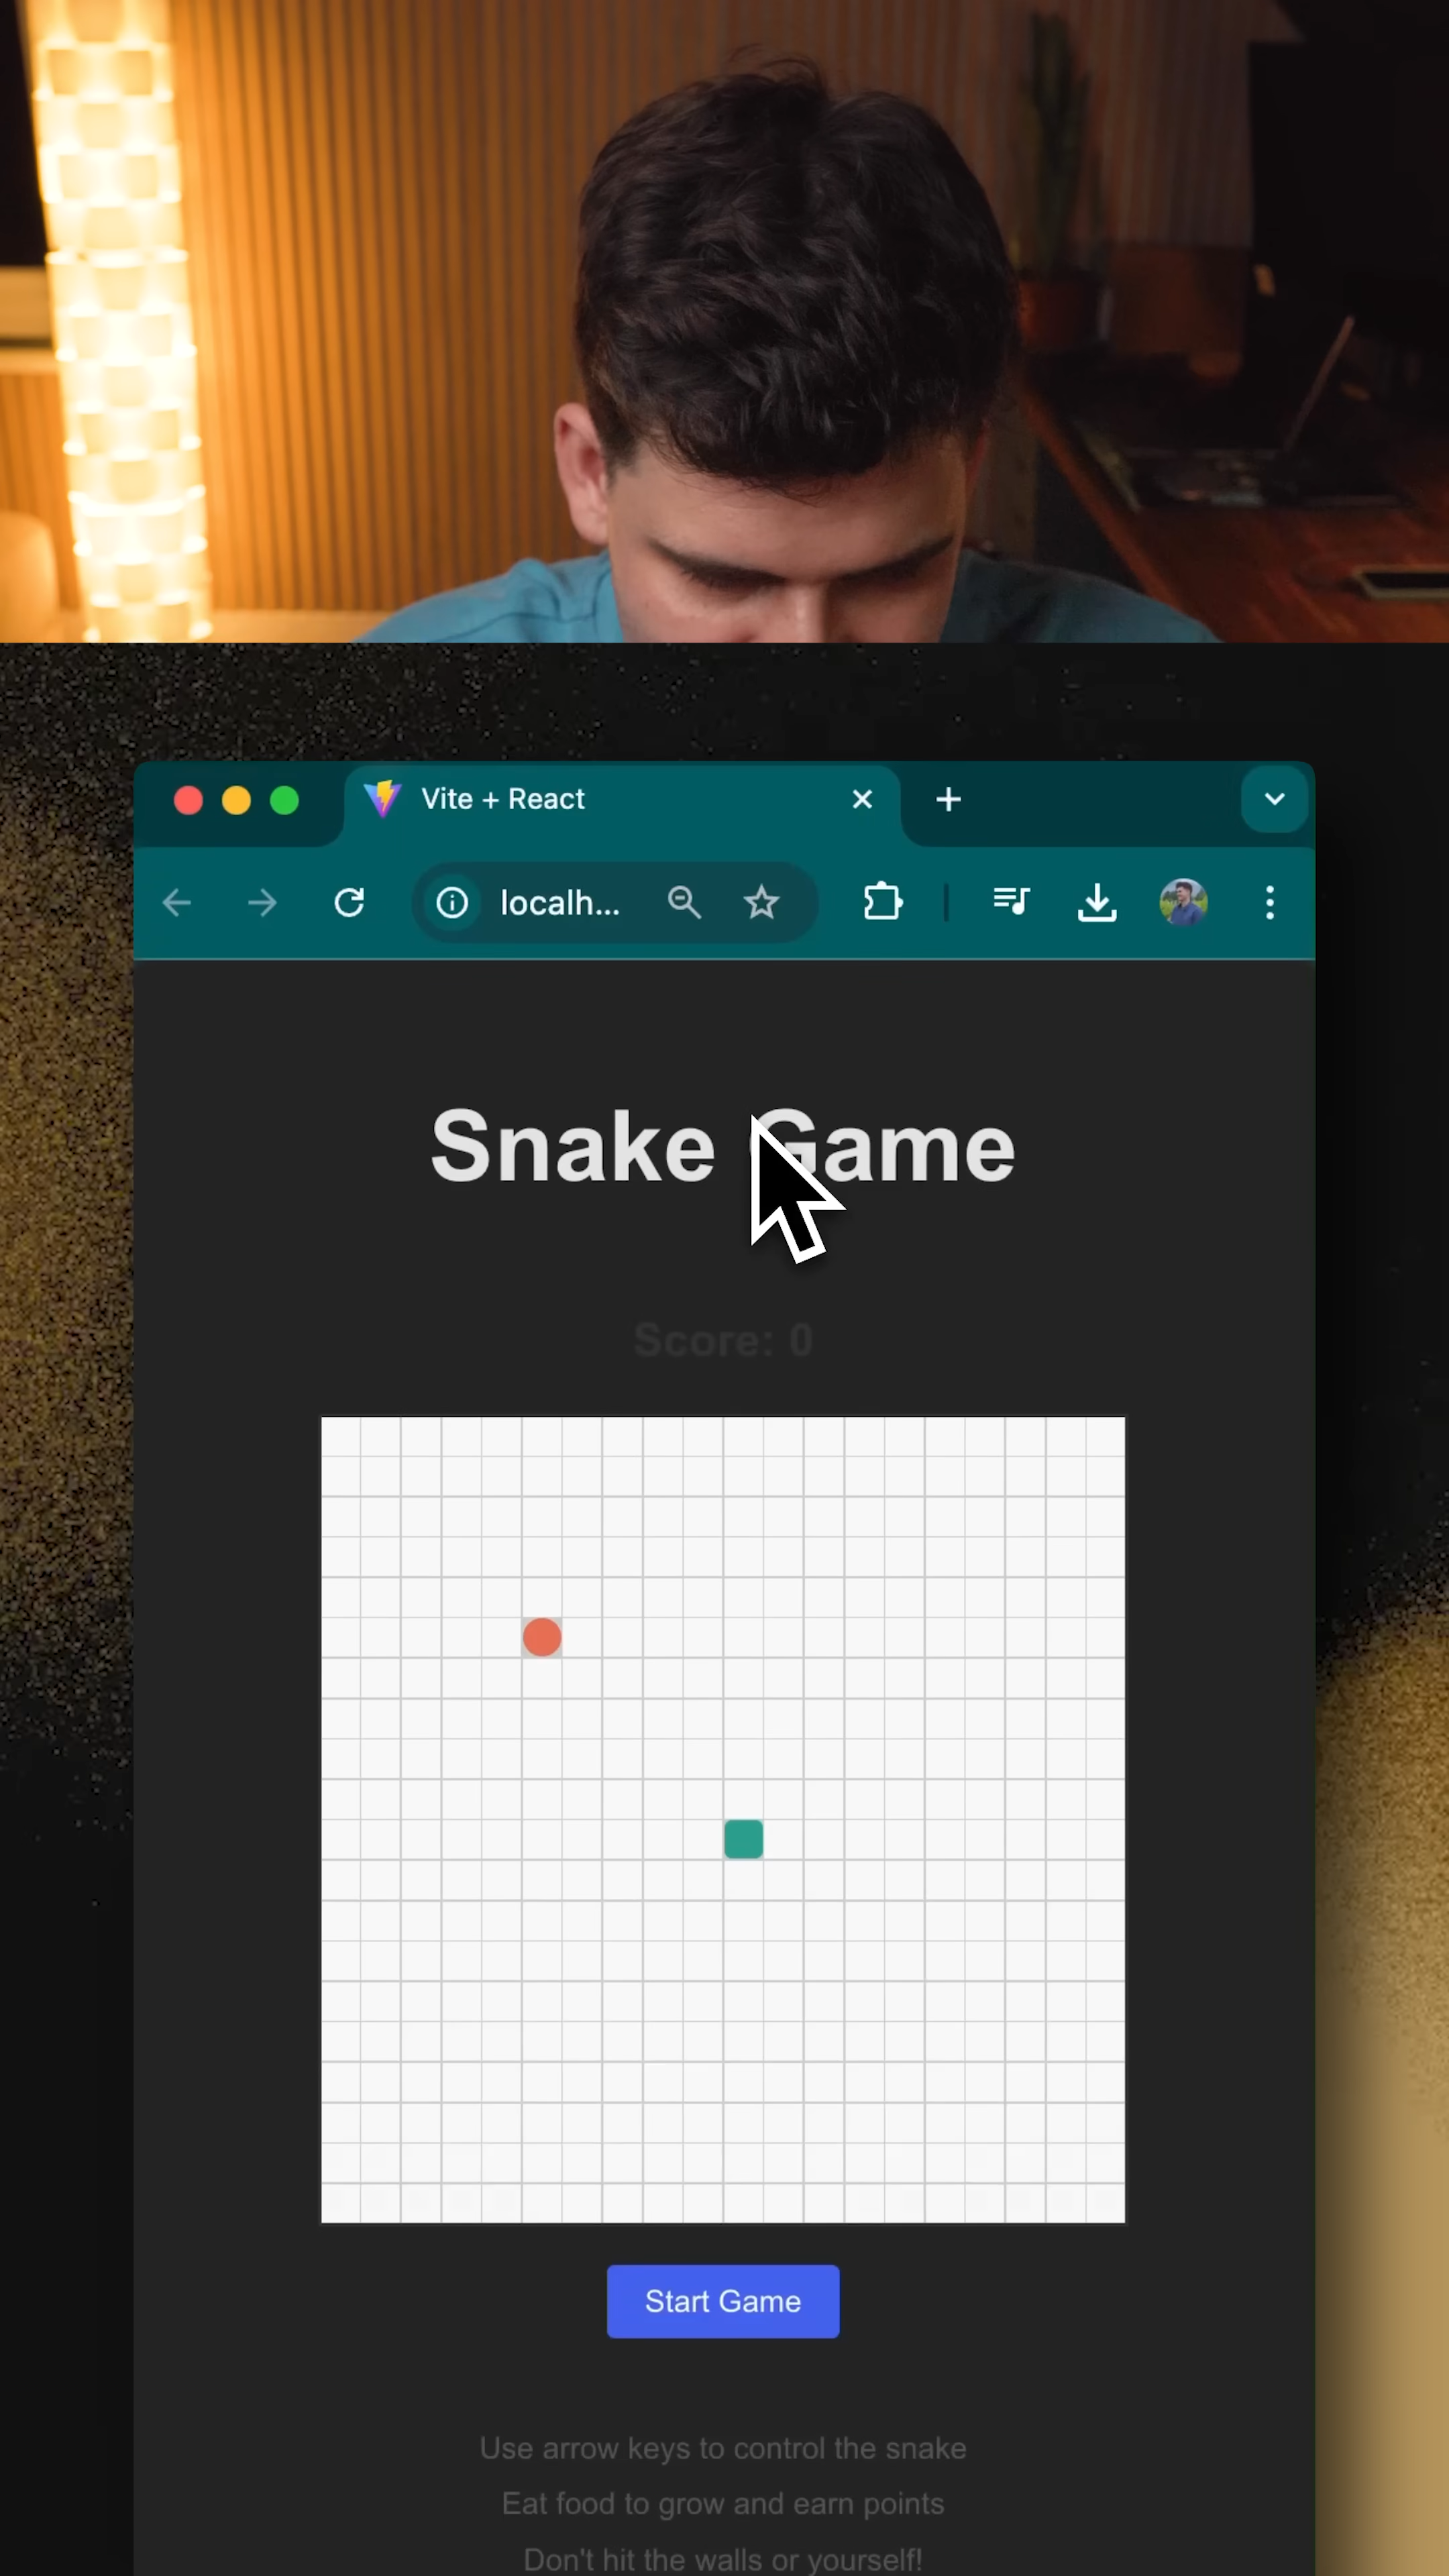 Vite + React
localh...
Snake Game
Score: 0
Start Game
Use arrow keys to control the snake
Eat food to grow and earn points
Don't hit the walls or yourself!